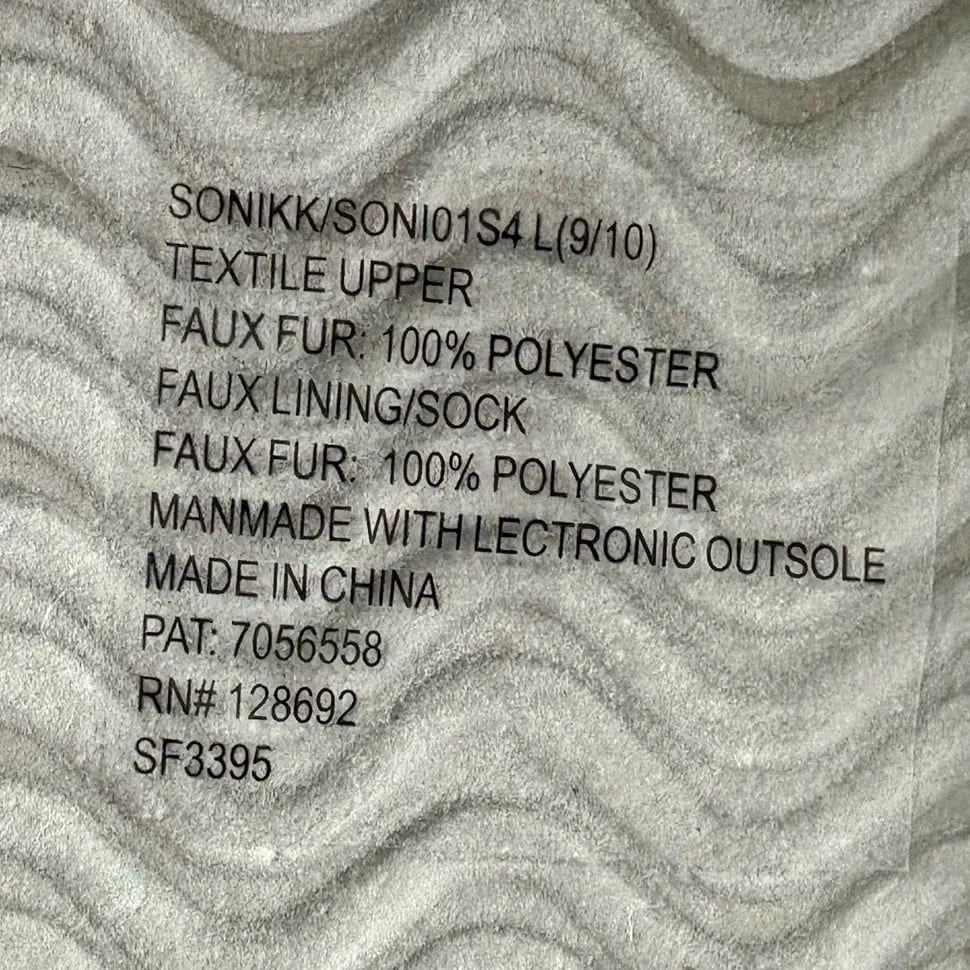 SONIKK/SONI01S4 L(9/10)
TEXTILE UPPER
FAUX FUR: 100% POLYESTER
FAUX LINING/SOCK
FAUX FUR: 100% POLYESTER
MANMADE WITH LECTRONIC OUTSOLE
MADE IN CHINA
PAT: 7056558
RN# 128692
SF3395